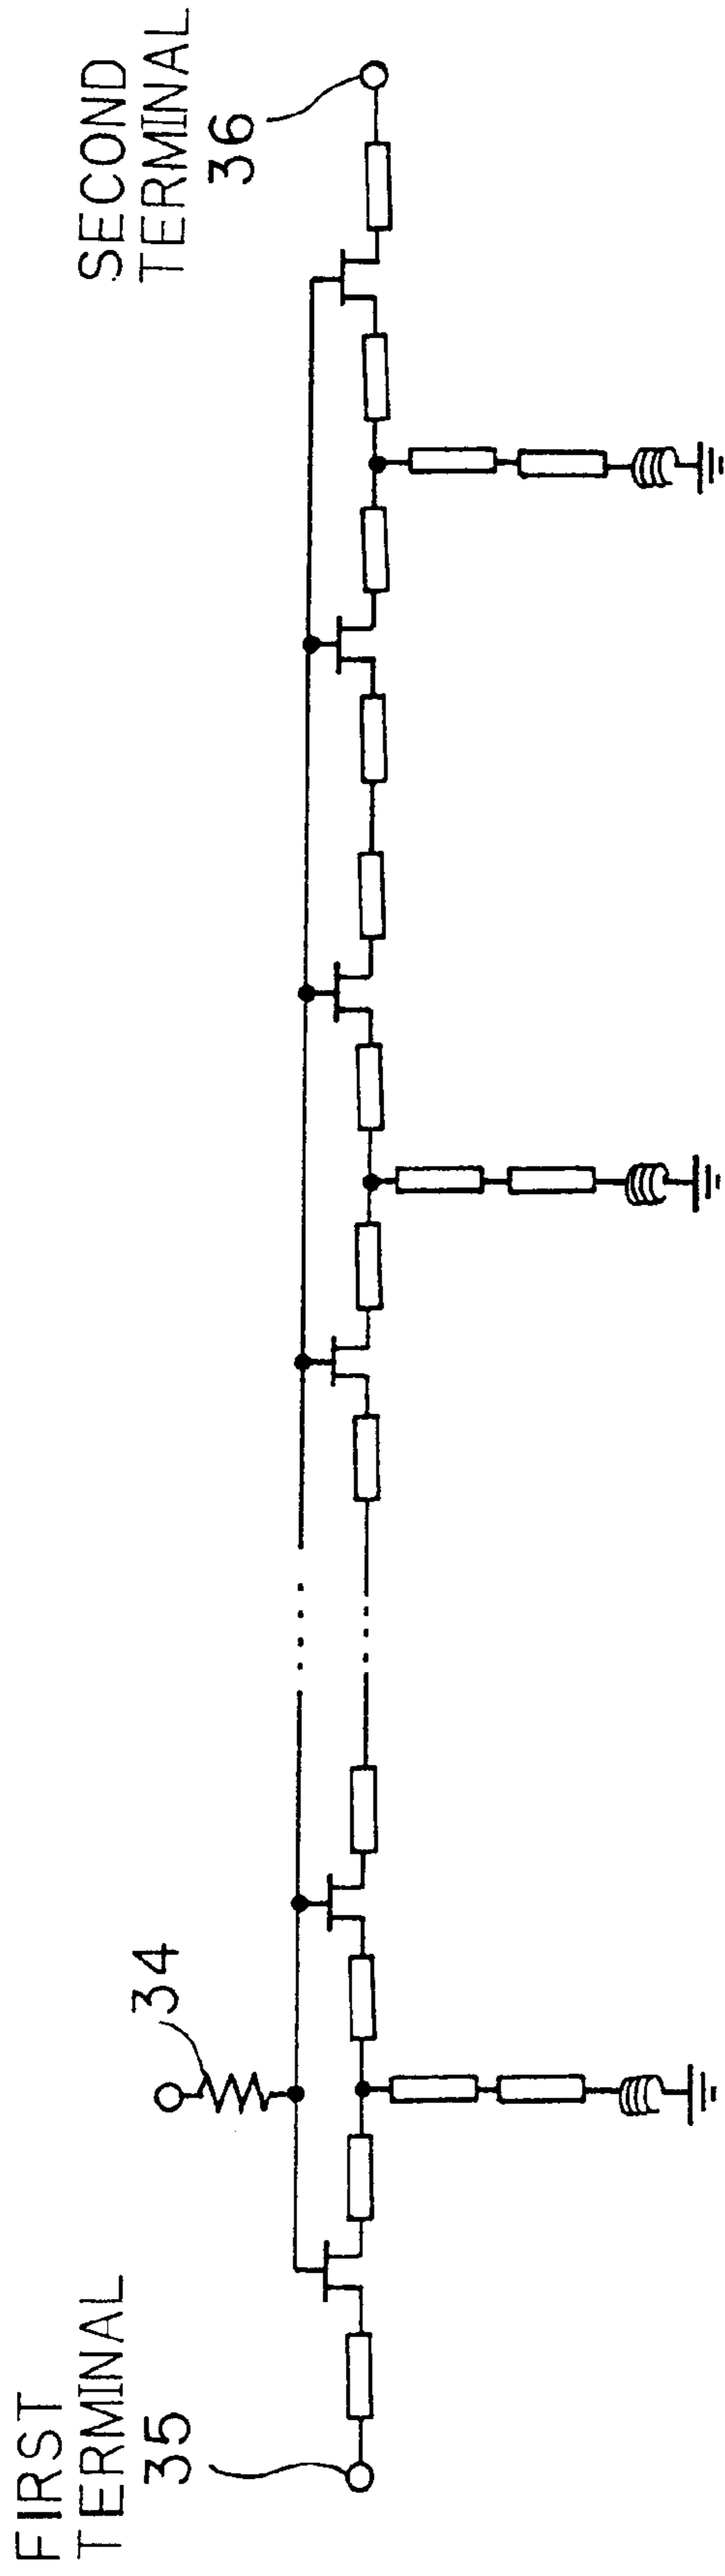 FIRST
TERMINAL
35
34
SECOND
TERMINAL
36